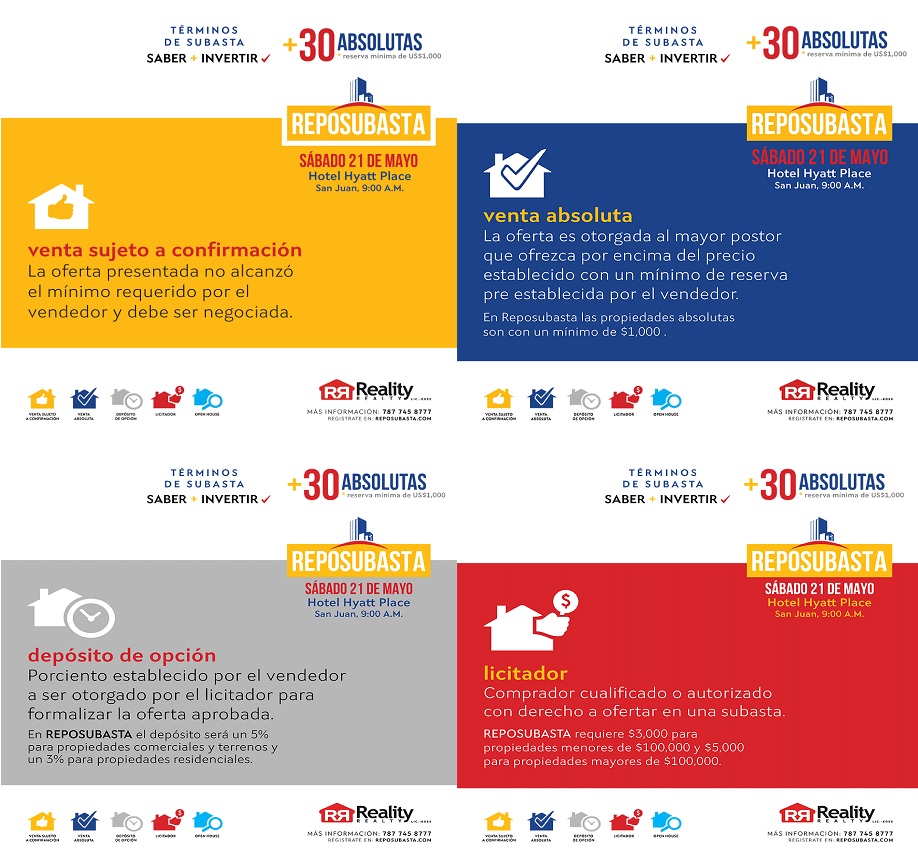 TÉRMINOS
DE SUBASTA
SABER + INVERTIR
+30 ABSOLUTAS
* reserva mínima de US$1,000
REPOSUBASTA
SÁBADO 21 DE MAYO
Hotel Hyatt Place
San Juan, 9:00 A.M.
venta sujeto a confirmación
La oferta presentada no alcanzó
el mínimo requerido por el
vendedor y debe ser negociada.
VENTA SUJETO
A CONFIRMACIÓN
VENTA
ABSOLUTA
DEPÓSITO
DE OPCIÓN
LICITADOR
OPEN HOUSE
RR Reality
REALTY
MÁS INFORMACIÓN: 787 745 8777
REGISTRATE EN: REPOSUBASTA.COM
TÉRMINOS
DE SUBASTA
SABER + INVERTIR
+30 ABSOLUTAS
* reserva mínima de US$1,000
REPOSUBASTA
SÁBADO 21 DE MAYO
Hotel Hyatt Place
San Juan, 9:00 A.M.
venta absoluta
La oferta es otorgada al mayor postor
que ofrezca por encima del precio
establecido con un mínimo de reserva
pre establecida por el vendedor.
En Reposubasta las propiedades absolutas
son con un mínimo de $1,000 .
VENTA SUJETO
A CONFIRMACIÓN
VENTA
ABSOLUTA
DEPÓSITO
DE OPCIÓN
LICITADOR
OPEN HOUSE
RR Reality
REALTY
MÁS INFORMACIÓN: 787 745 8777
REGISTRATE EN: REPOSUBASTA.COM
TÉRMINOS
DE SUBASTA
SABER + INVERTIR
+30 ABSOLUTAS
* reserva mínima de US$1,000
REPOSUBASTA
SÁBADO 21 DE MAYO
Hotel Hyatt Place
San Juan, 9:00 A.M.
depósito de opción
Porciento establecido por el vendedor
a ser otorgado por el licitador para
formalizar la oferta aprobada.
En REPOSUBASTA el depósito será un 5%
para propiedades comerciales y terrenos y
un 3% para propiedades residenciales.
VENTA SUJETO
A CONFIRMACIÓN
VENTA
ABSOLUTA
DEPÓSITO
DE OPCIÓN
LICITADOR
OPEN HOUSE
RR Reality
REALTY
MÁS INFORMACIÓN: 787 745 8777
REGISTRATE EN: REPOSUBASTA.COM
TÉRMINOS
DE SUBASTA
SABER + INVERTIR
+30 ABSOLUTAS
* reserva mínima de US$1,000
REPOSUBASTA
SÁBADO 21 DE MAYO
Hotel Hyatt Place
San Juan, 9:00 A.M.
$
licitador
Comprador cualificado o autorizado
con derecho a ofertar en una subasta.
REPOSUBASTA requiere $3,000 para
propiedades menores de $100,000 y $5,000
para propiedades mayores de $100,000.
VENTA SUJETO
A CONFIRMACIÓN
VENTA
ABSOLUTA
DEPÓSITO
DE OPCIÓN
LICITADOR
OPEN HOUSE
RR Reality
REALTY
MÁS INFORMACIÓN: 787 745 8777
REGISTRATE EN: REPOSUBASTA.COM